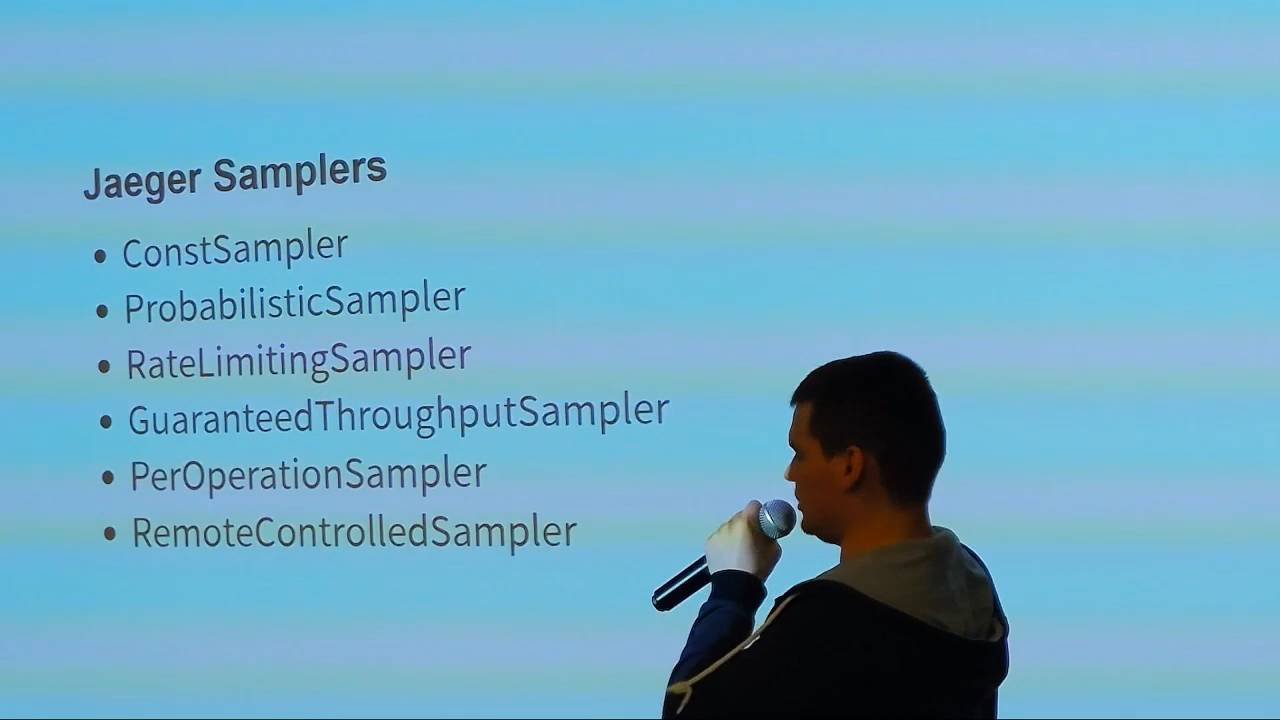 Jaeger Samplers
• ConstSampler
• ProbabilisticSampler
• RateLimitingSampler
• GuaranteedThroughputSampler
• PerOperationSampler
• RemoteControlledSampler